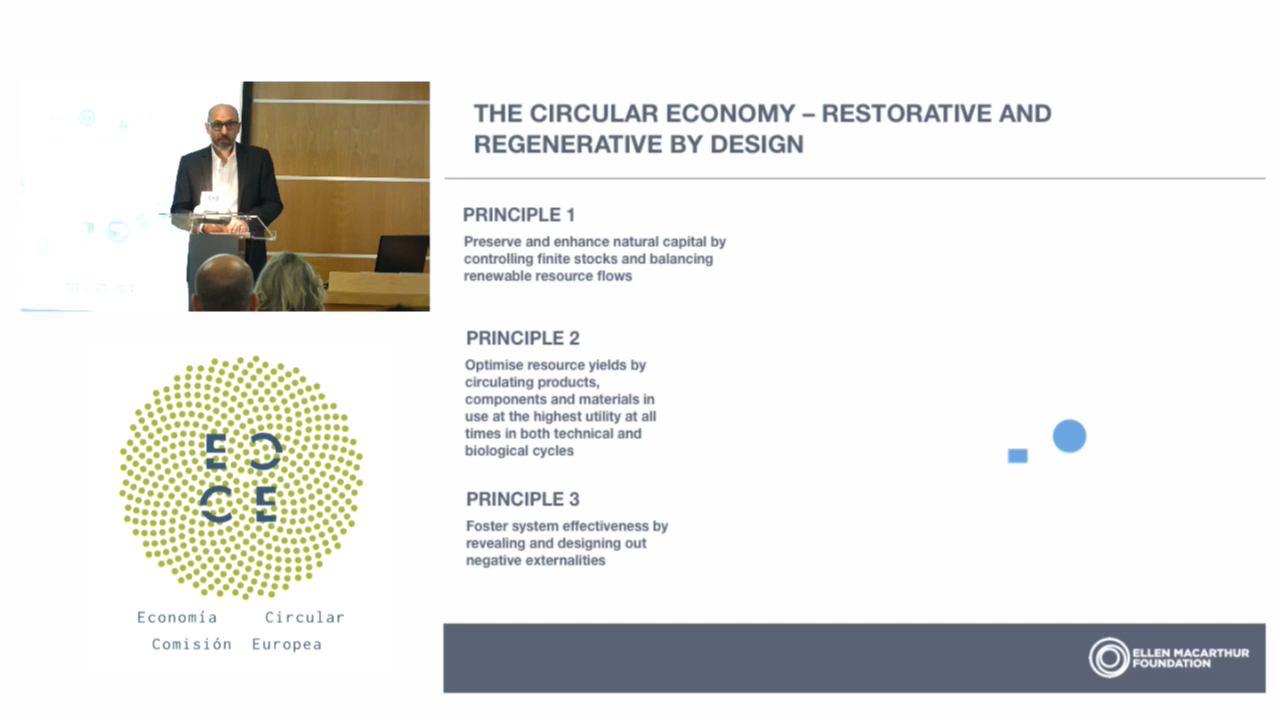 THE CIRCULAR ECONOMY – RESTORATIVE AND
REGENERATIVE BY DESIGN
PRINCIPLE 1
Preserve and enhance natural capital by
controlling finite stocks and balancing
renewable resource flows
PRINCIPLE 2
Optimise resource yields by
circulating products,
components and materials in
use at the highest utility at all
times in both technical and
biological cycles
PRINCIPLE 3
Foster system effectiveness by
revealing and designing out
negative externalities
EC
CE
Economía Circular
Comisión Europea
ELLEN MACARTHUR
FOUNDATION